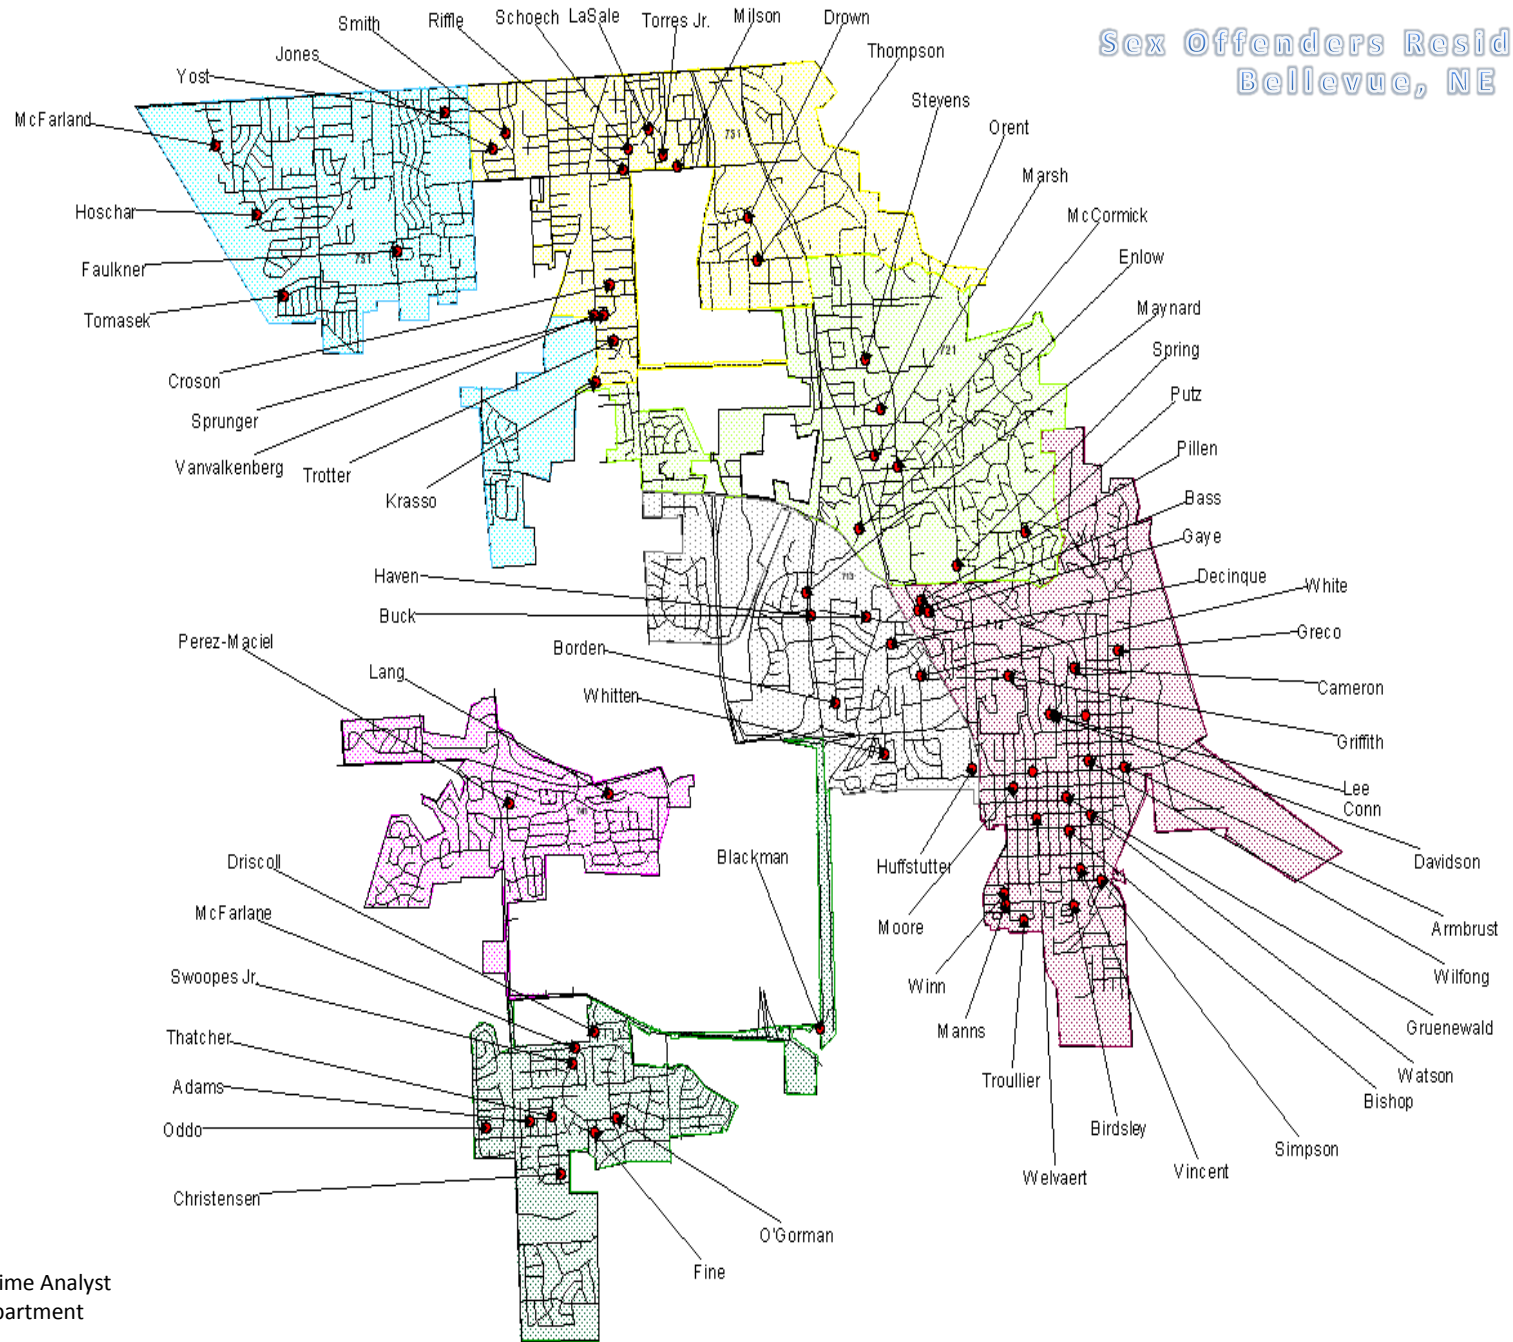 Sex Offenders Resid
Bellevue, NE
Smith
Riffle
Schoech
LaSale
Torres Jr.
Milson
Drown
Jones
Thompson
Yost
Stevens
McFarland
Orent
731
Marsh
Hoschar
McCormick
Faulkner
751
Enlow
Tomasek
Maynard
721
Spring
Croson
Putz
Sprunger
Vanvalkenberg
Trotter
Pillen
Krasso
Bass
Gaye
Haven
Decinque
White
713
Buck
Perez-Maciel
Borden
Greco
Lang
Cameron
Whitten
Griffith
Lee
Conn
Driscoll
Blackman
Huffstutter
Davidson
McFarlane
Moore
Armbrust
Swoopes Jr.
Winn
Wilfong
Thatcher
Manns
Gruenewald
Adams
Troullier
Watson
Oddo
Bishop
Birdsley
Simpson
Christensen
Welvaert
Vincent
O'Gorman
Fine
ime Analyst
partment